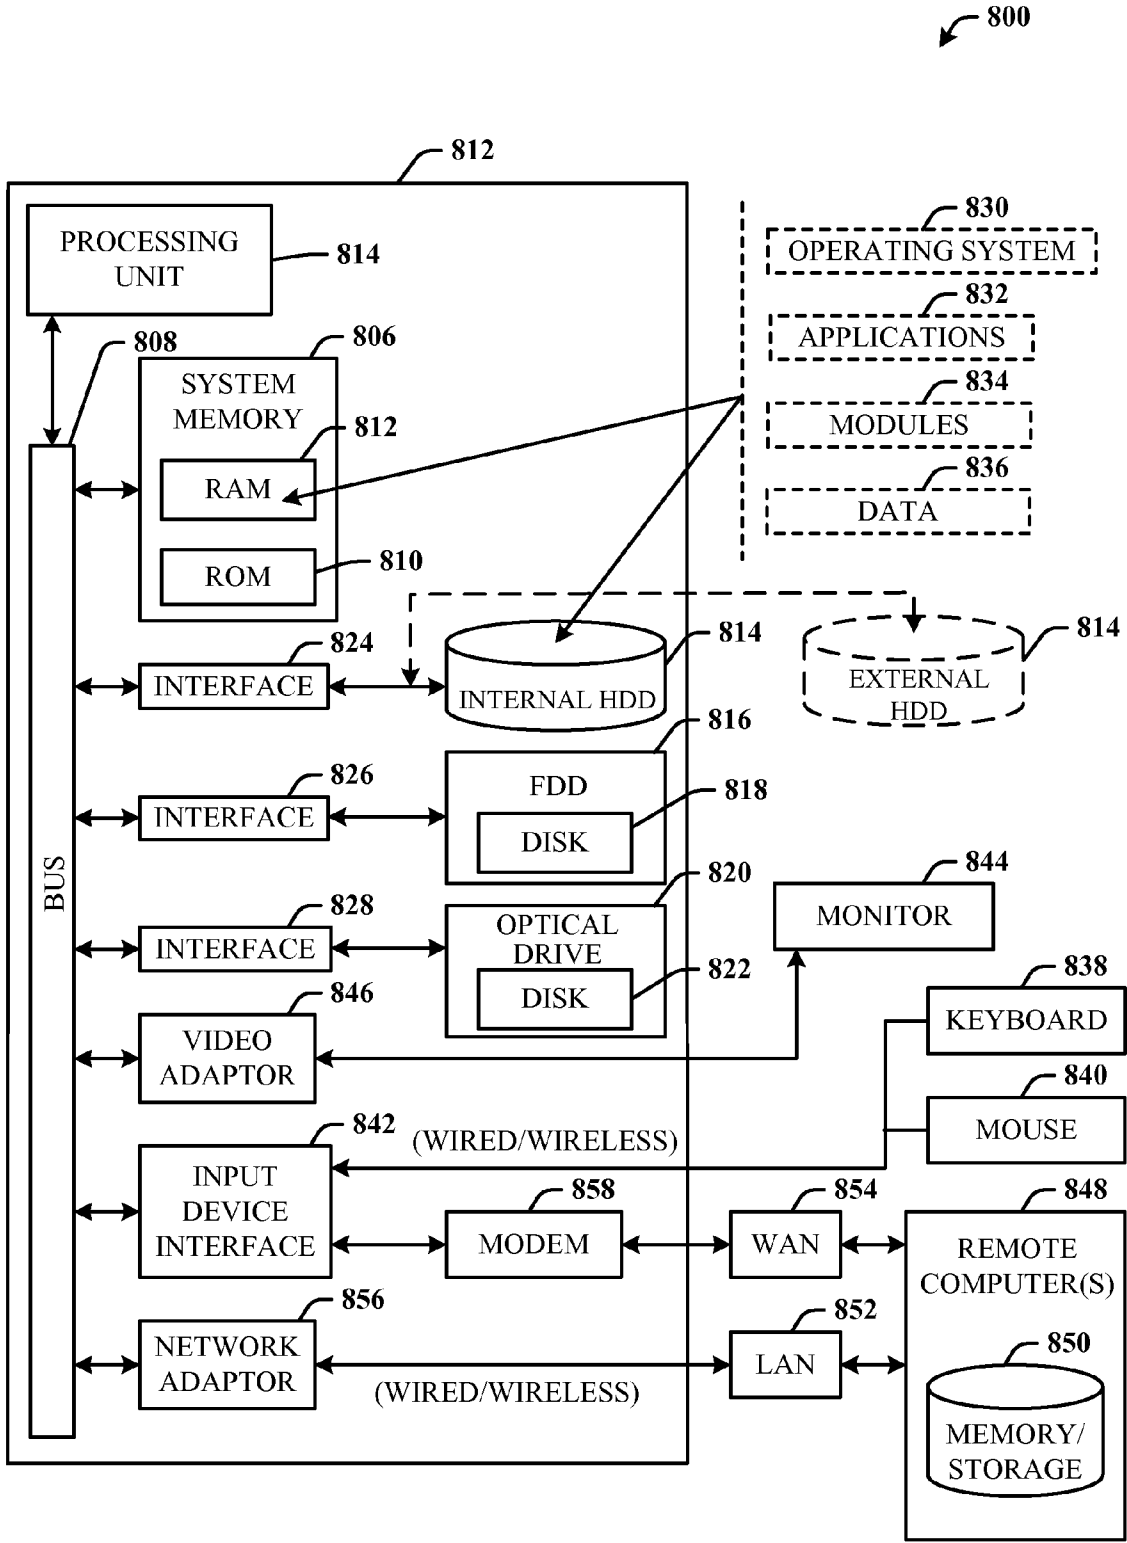 800
812
PROCESSING
UNIT
814
808
806
SYSTEM
MEMORY
812
RAM
810
ROM
830
OPERATING SYSTEM
832
APPLICATIONS
834
MODULES
836
DATA
824
INTERFACE
814
INTERNAL HDD
814
EXTERNAL
HDD
816
FDD
818
DISK
826
INTERFACE
BUS
820
OPTICAL
DRIVE
822
DISK
828
INTERFACE
844
MONITOR
846
VIDEO
ADAPTOR
838
KEYBOARD
840
MOUSE
842
INPUT
DEVICE
INTERFACE
(WIRED/WIRELESS)
858
MODEM
854
WAN
848
REMOTE
COMPUTER(S)
856
NETWORK
ADAPTOR
(WIRED/WIRELESS)
852
LAN
850
MEMORY/
STORAGE